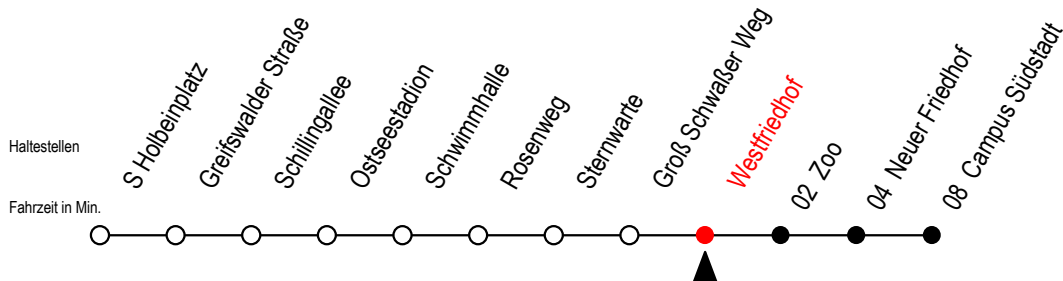 Haltestellen
Fahrzeit in Min.
S Holbeinplatz
Greifswalder Straße
Schillingallee
Ostseestadion
Schwimmhalle
Rosenweg
Sternwarte
Groß Schwaßer Weg
Westfriedhof
02 Zoo
04 Neuer Friedhof
08 Campus Südstadt